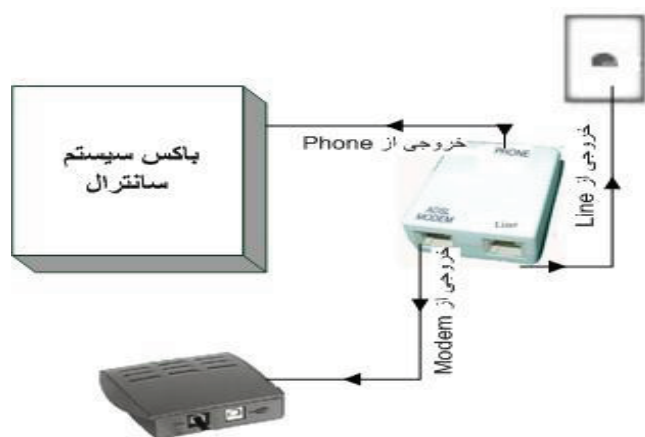 باکس سیستم
سانترال
خروجی از Phone
PHONE
ADSL
MODEM
Line
خروجی از Line
خروجی از Modem